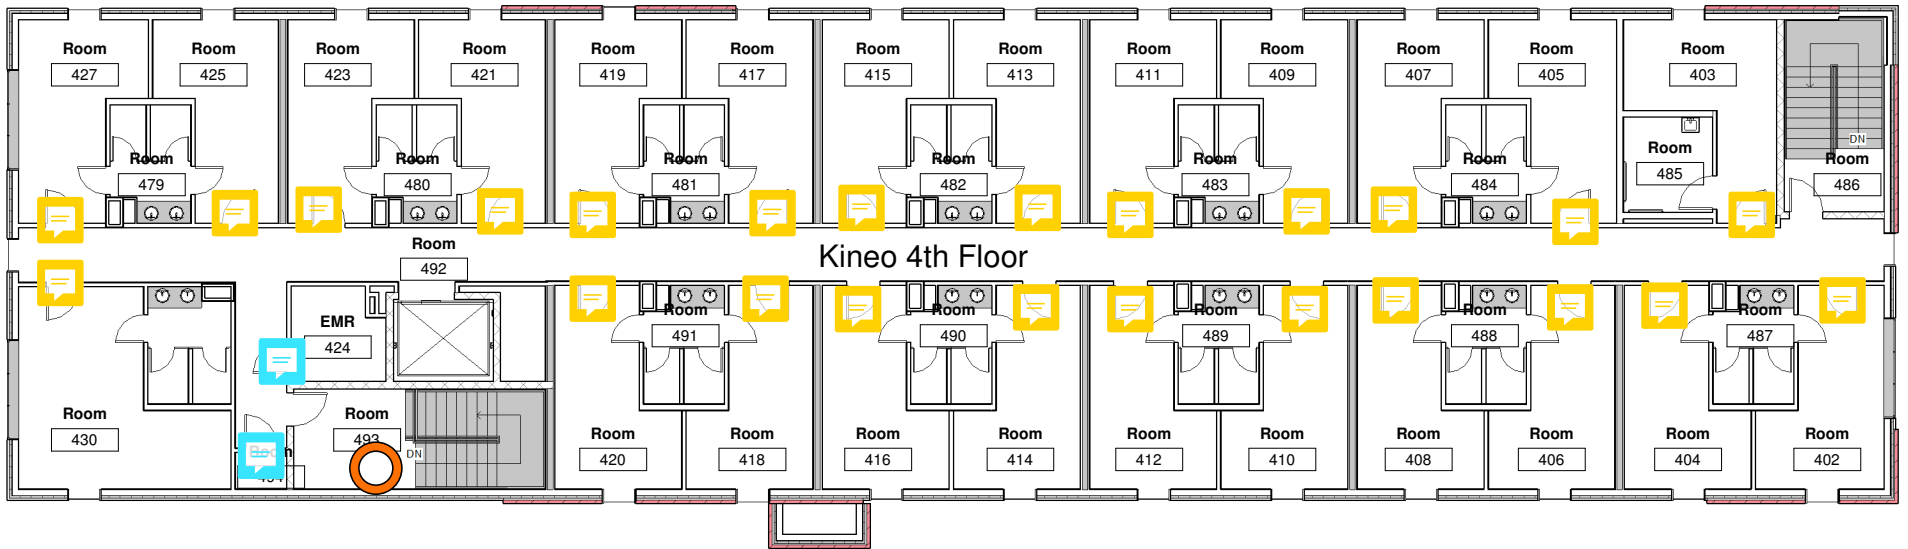 Room Room Room Room Room Room Room Room Room Room Room Room Room
427 425 423 421 419 417 415 413 411 409 407 405 403
DN
Room
485
Room Room Room Room Room Room Room
479 480 481 482 483 484 486
Room
492
Kineo 4th Floor
EMR
424
Room Room Room Room Room
491 490 489 488 487
Room Room
430 493
DN
Room Room Room Room Room Room Room Room Room Room
420 418 416 414 412 410 408 406 404 402